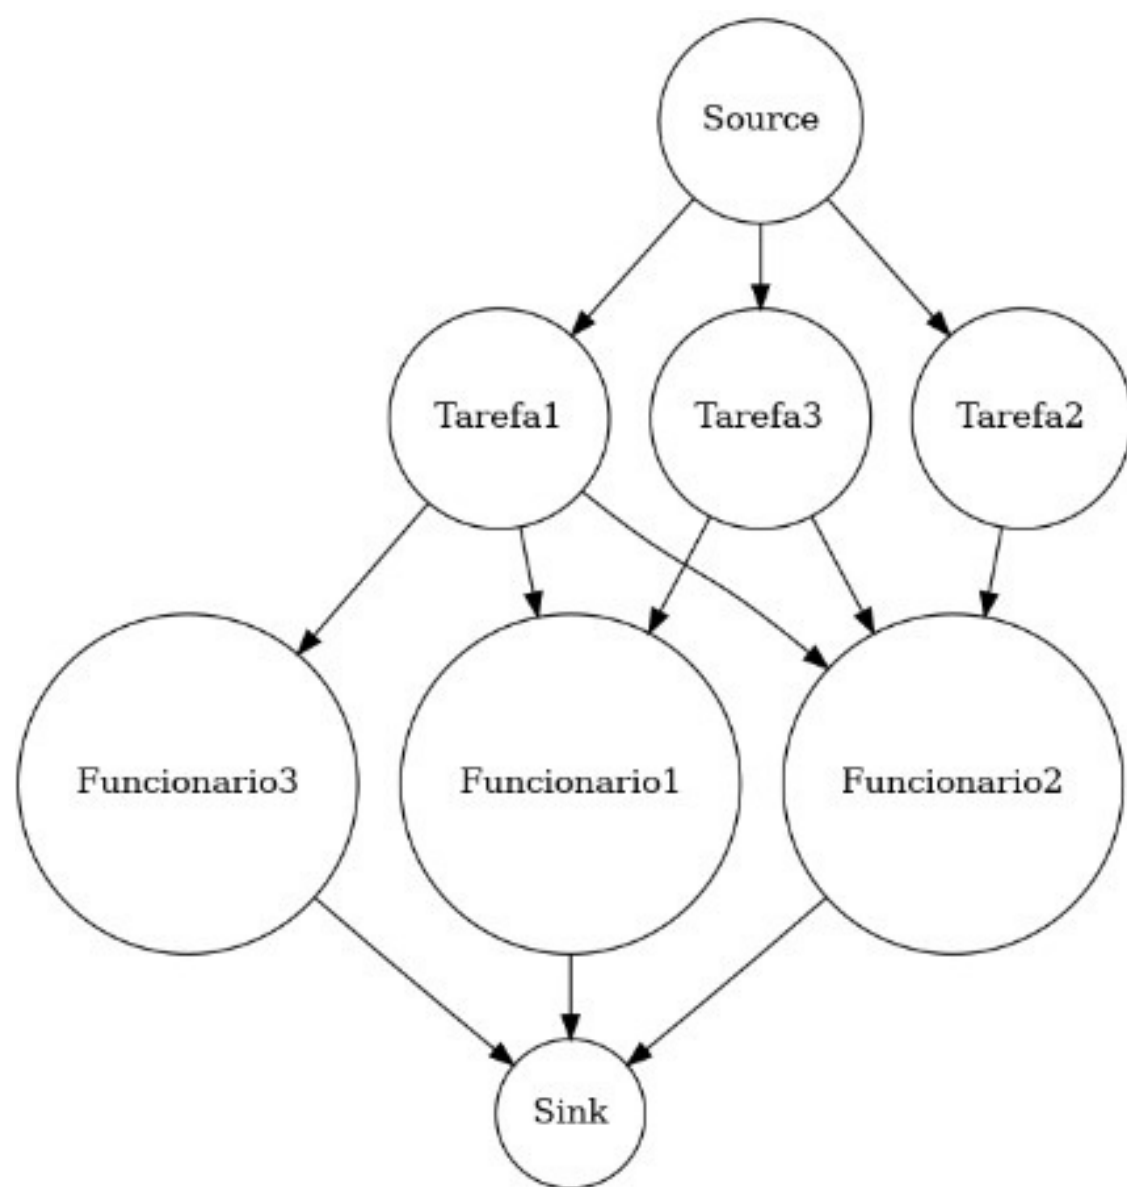 Source
Tarefa1
Tarefa3
Tarefa2
Funcionario3
Funcionario1
Funcionario2
Sink